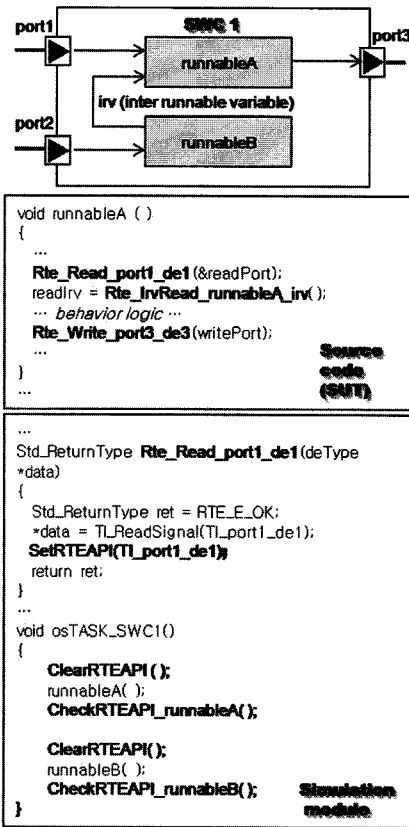 port1
SWC 1
port3
runnableA
irv (inter runnable variable)
port2
runnableB
void runnableA ( )
{
...
Rte_Read_port1_de1(&readPort);
readIrv = Rte_IrvRead_runnableA_irv();
... behavior logic ...
Rte_Write_port3_de3(writePort);
...
}
...
Source
code
(SUT)
...
Std_ReturnType Rte_Read_port1_de1(deType
*data)
{
Std_ReturnType ret = RTE_E_OK;
*data = TI_ReadSignal(TI_port1_de1);
SetRTEAPI(TI_port1_de1);
return ret;
}
...
void osTASK_SWC1()
{
ClearRTEAPI( );
runnableA( );
CheckRTEAPI_runnableA();
ClearRTEAPI();
runnableB( );
CheckRTEAPI_runnableB();
}
Simulation
module